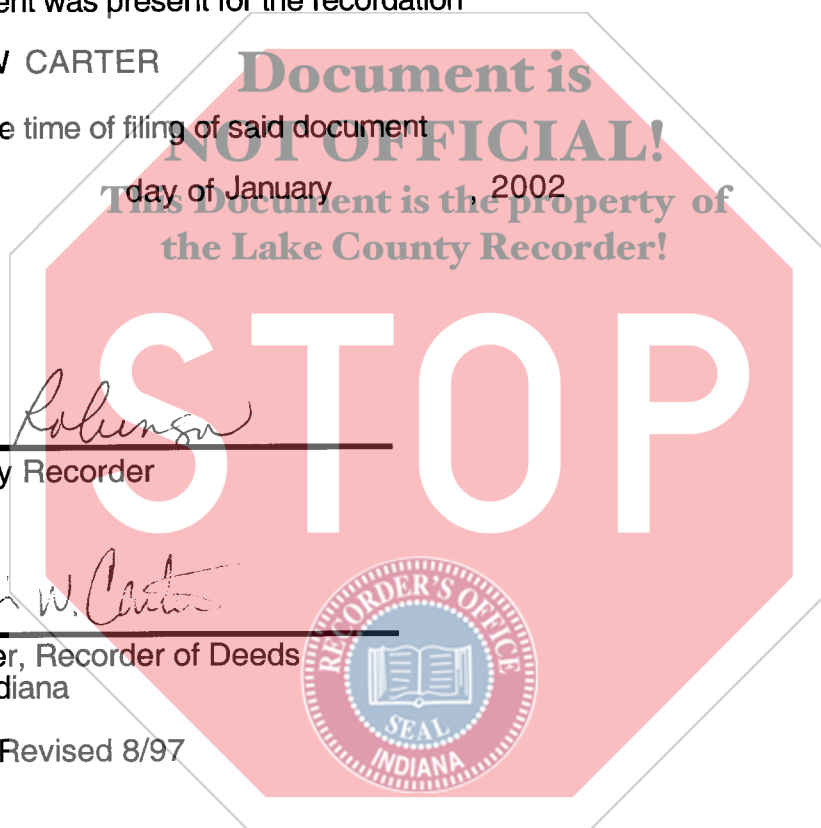 ent was present for the recordation
CARTER
Document is
e time of filing of said document
NOT OFFICIAL!
day of January , 2002
This Document is the property of
the Lake County Recorder!
STOP
Robinson
y Recorder
W. Carter
er, Recorder of Deeds
diana
Revised 8/97
RECORDER'S OFFICE
SEAL
INDIANA